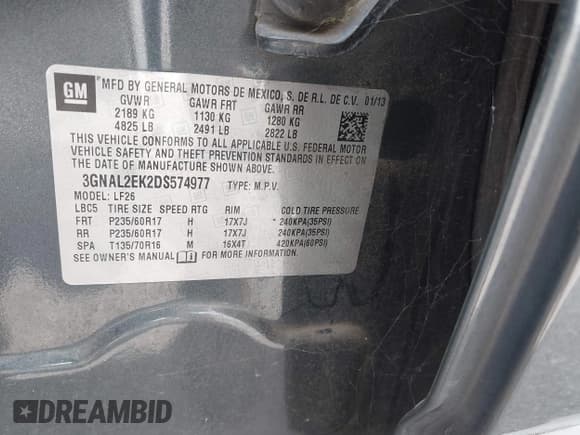 GM
MFD BY GENERAL MOTORS DE MEXICO, S. DE R.L. DE C.V. 01/13
GVWR GAWR FRT GAWR RR
2189 KG 1130 KG 1280 KG
4825 LB 2491 LB 2822 LB
THIS VEHICLE CONFORMS TO ALL APPLICABLE U.S. FEDERAL MOTOR
VEHICLE SAFETY AND THEFT PREVENTION STANDARDS IN EFFECT ON THE
DATE OF MANUFACTURE SHOWN ABOVE.
3GNAL2EK2DS574977 TYPE: M.P.V.
MODEL: LF26
LBC5 TIRE SIZE SPEED RTG RIM COLD TIRE PRESSURE
FRT P235/60R17 H 17X7J 240KPA(35PSI)
RR P235/60R17 H 17X7J 240KPA(35PSI)
SPA T135/70R16 M 16X4T 420KPA(60PSI)
SEE OWNER'S MANUAL FOR MORE INFORMATION
DREAMBID